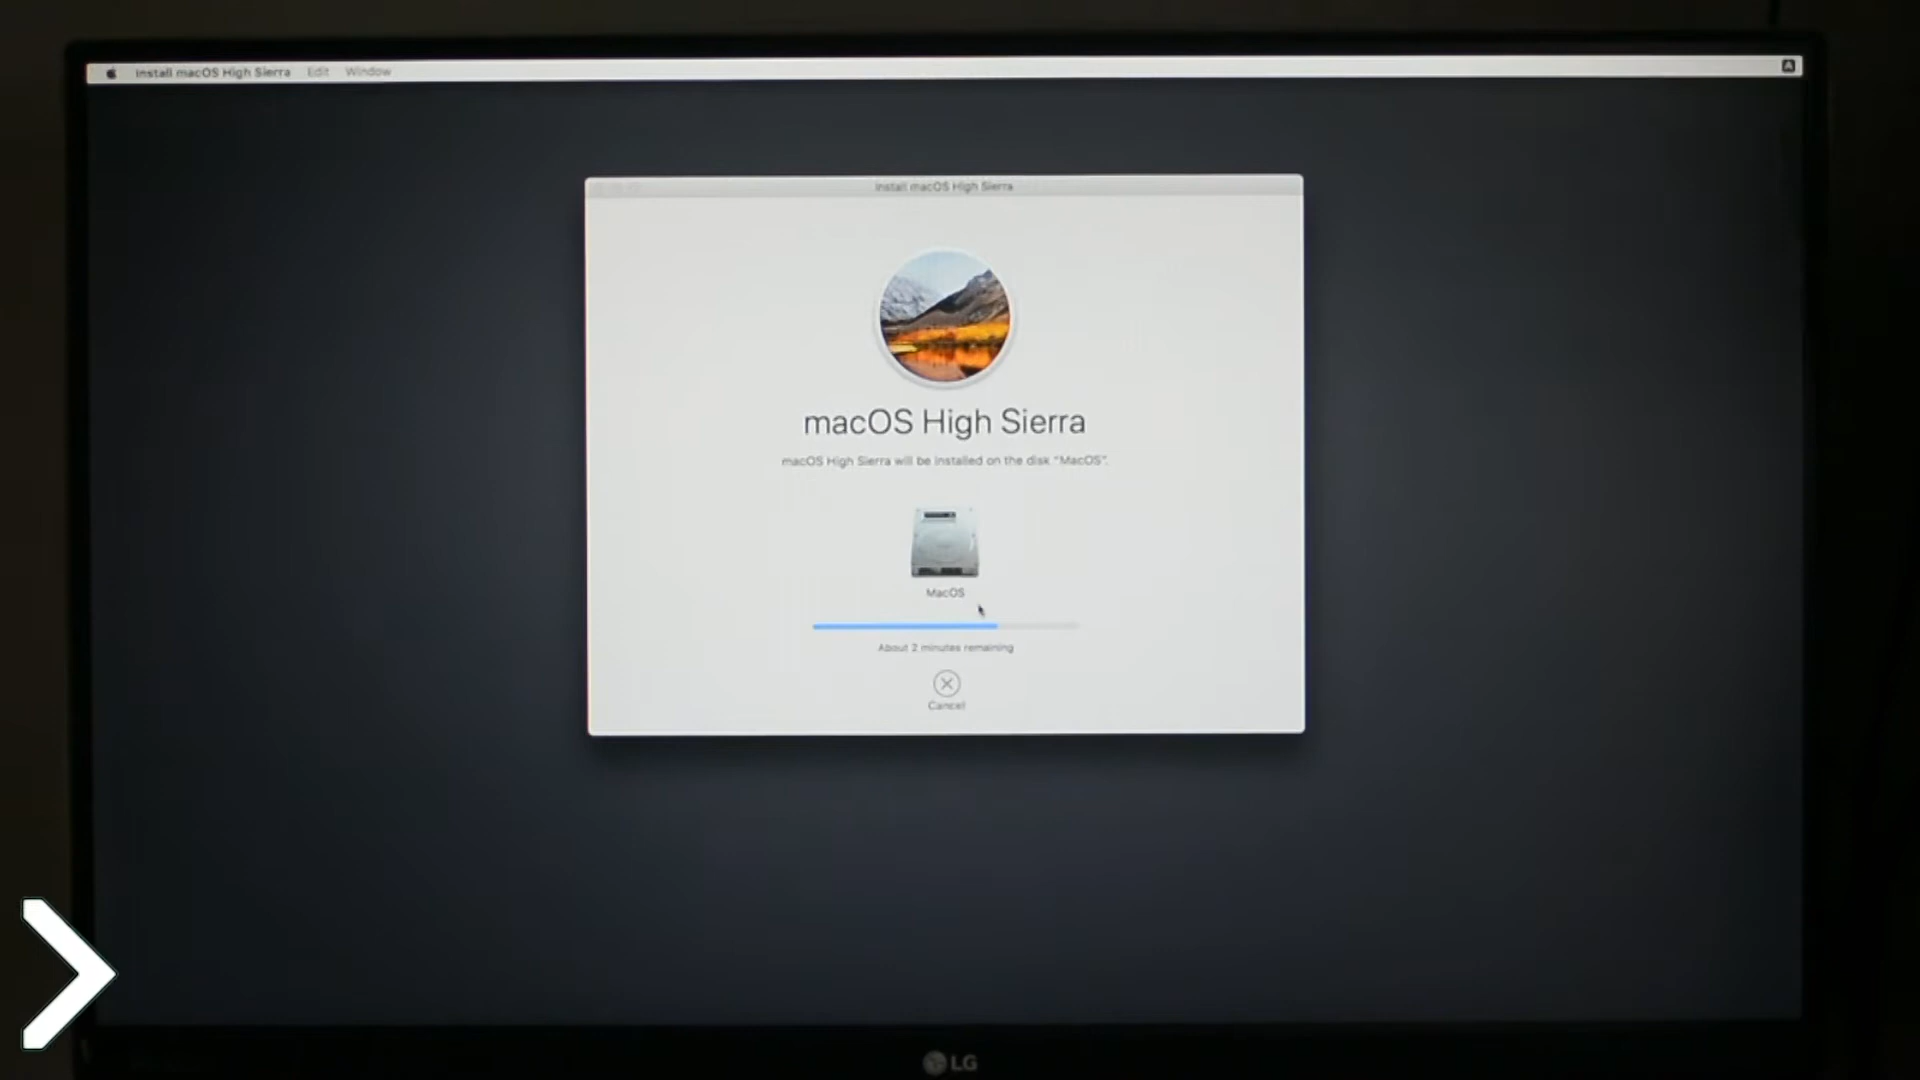 Install macOS High Sierra Edit Window
Install macOS High Sierra
macOS High Sierra
macOS High Sierra will be installed on the disk “MacOS”.
MacOS
About 2 minutes remaining
Cancel
LG